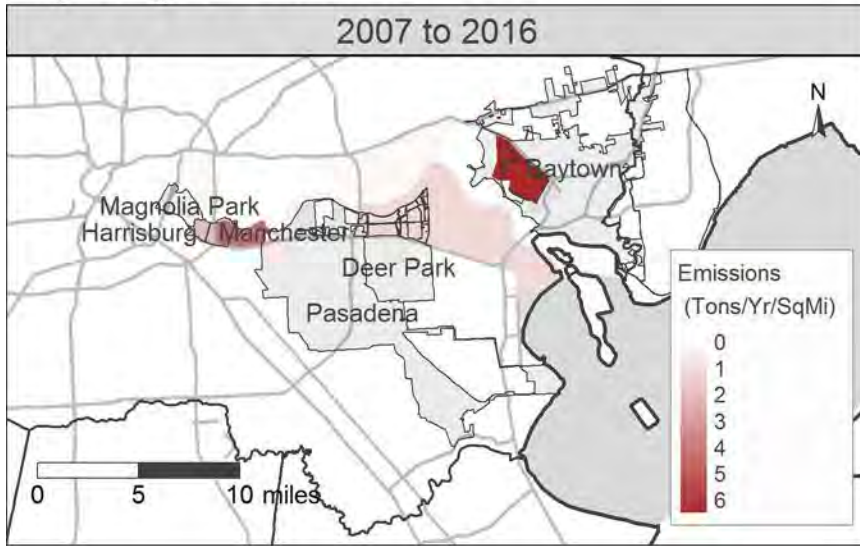 2007 to 2016
N
Baytown
Magnolia Park
Harrisburg Manchester
Deer Park
Pasadena
Emissions
(Tons/Yr/SqMi)
0
1
2
3
4
5
6
0 5 10 miles